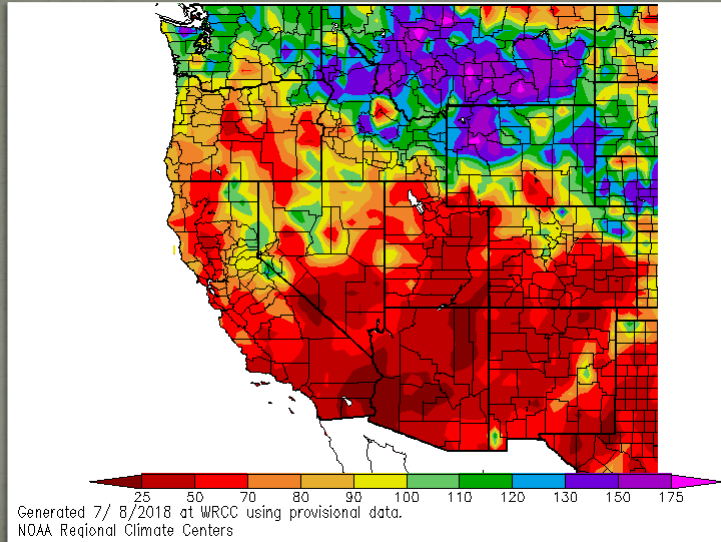 25 50 70 80 90 100 110 120 130 150 175
Generated 7/ 8/2018 at WRCC using provisional data.
NOAA Regional Climate Centers